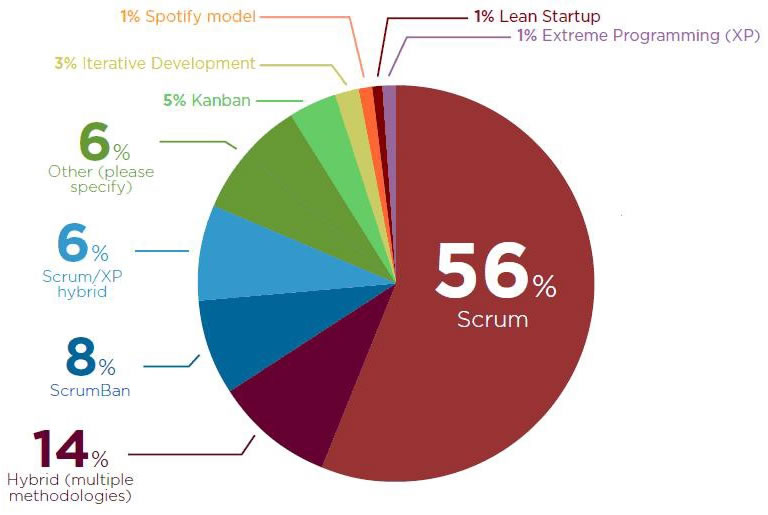 1% Spotify model
1% Lean Startup
1% Extreme Programming (XP)
3% Iterative Development
5% Kanban
6%
Other (please
specify)
6%
Scrum/XP
hybrid
56%
Scrum
8%
ScrumBan
14%
Hybrid (multiple
methodologies)